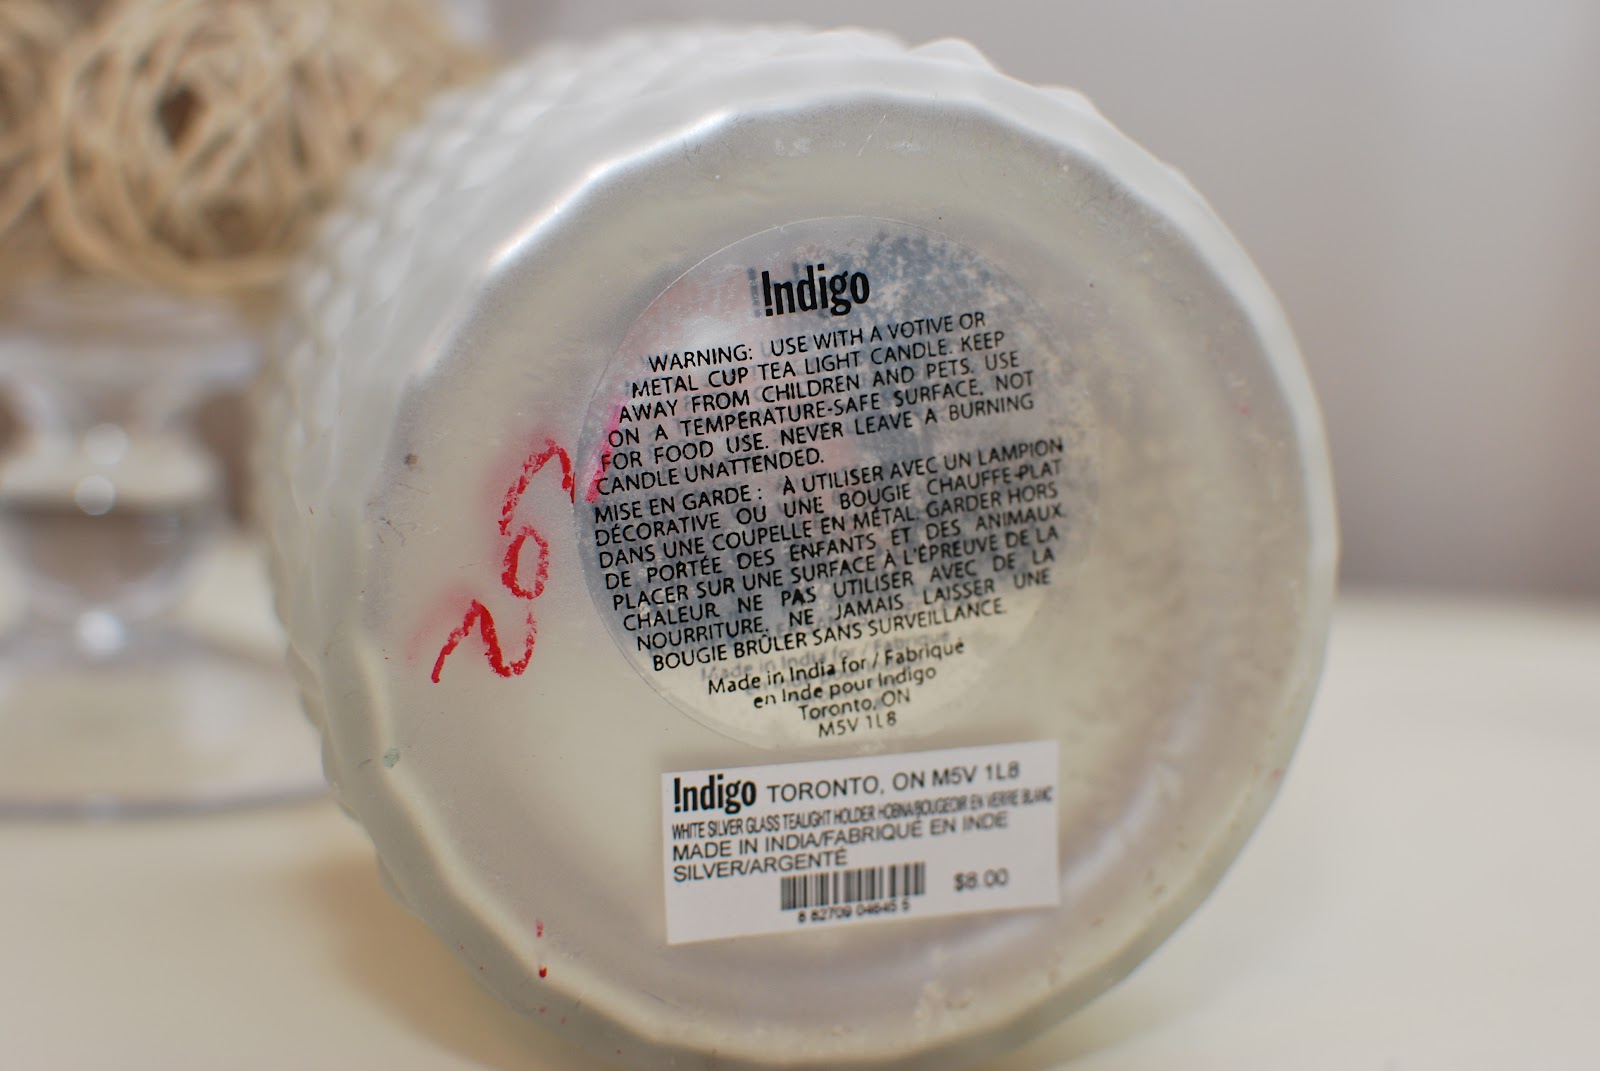 !ndigo
WARNING: USE WITH A VOTIVE OR
METAL CUP TEA LIGHT CANDLE. KEEP
AWAY FROM CHILDREN AND PETS. USE
ON A TEMPERATURE-SAFE SURFACE, NOT
FOR FOOD USE. NEVER LEAVE A BURNING
CANDLE UNATTENDED.
MISE EN GARDE : À UTILISER AVEC UN LAMPION
DÉCORATIVE OU UNE BOUGIE CHAUFFE-PLAT
DANS UNE COUPELLE EN MÉTAL GARDER HORS
DE PORTÉE DES ENFANTS ET DES ANIMAUX.
PLACER SUR UNE SURFACE À L'ÉPREUVE DE LA
CHALEUR. NE PAS UTILISER AVEC DE LA
NOURRITURE. NE JAMAIS LAISSER UNE
BOUGIE BRÛLER SANS SURVEILLANCE.
Made in India for / Fabriqué
en Inde pour Indigo
Toronto, ON
M5V 1L8
!ndigo TORONTO, ON M5V 1L8
WHITE SILVER GLASS TEALIGHT HOLDER HOBNA/BOUGEOIR EN VERRE BLANC
MADE IN INDIA/FABRIQUÉ EN INDE
SILVER/ARGENTÉ
$8.00
8 82709 04645 5